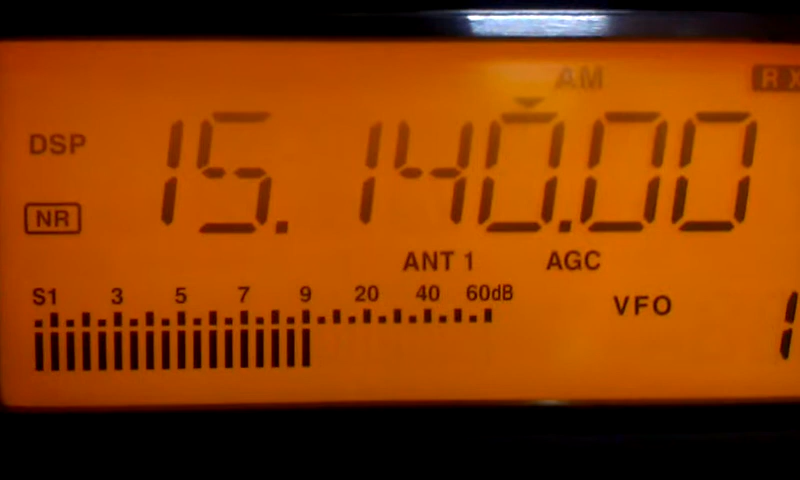 AM RX
DSP 15.140.00
NR
ANT 1 AGC
S1 3 5 7 9 20 40 60dB
VFO 1